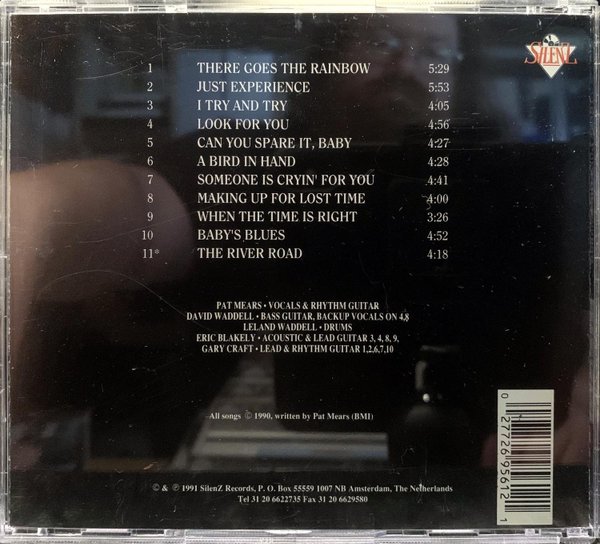 SILENZ
1 THERE GOES THE RAINBOW 5:29
2 JUST EXPERIENCE 5:53
3 I TRY AND TRY 4:05
4 LOOK FOR YOU 4:56
5 CAN YOU SPARE IT, BABY 4:27
6 A BIRD IN HAND 4:28
7 SOMEONE IS CRYIN' FOR YOU 4:41
8 MAKING UP FOR LOST TIME 4:00
9 WHEN THE TIME IS RIGHT 3:26
10 BABY'S BLUES 4:52
11* THE RIVER ROAD 4:18
PAT MEARS • VOCALS & RHYTHM GUITAR
DAVID WADDELL • BASS GUITAR, BACKUP VOCALS ON 4,8
LELAND WADDELL • DRUMS
ERIC BLAKELY • ACOUSTIC & LEAD GUITAR 3, 4, 8, 9,
GARY CRAFT • LEAD & RHYTHM GUITAR 1,2,6,7,10
All songs © 1990, written by Pat Mears (BMI)
© & ℗ 1991 SilenZ Records, P. O. Box 55559 1007 NB Amsterdam, The Netherlands
Tel 31 20 6622735 Fax 31 20 6629580
0 27726 95612 1